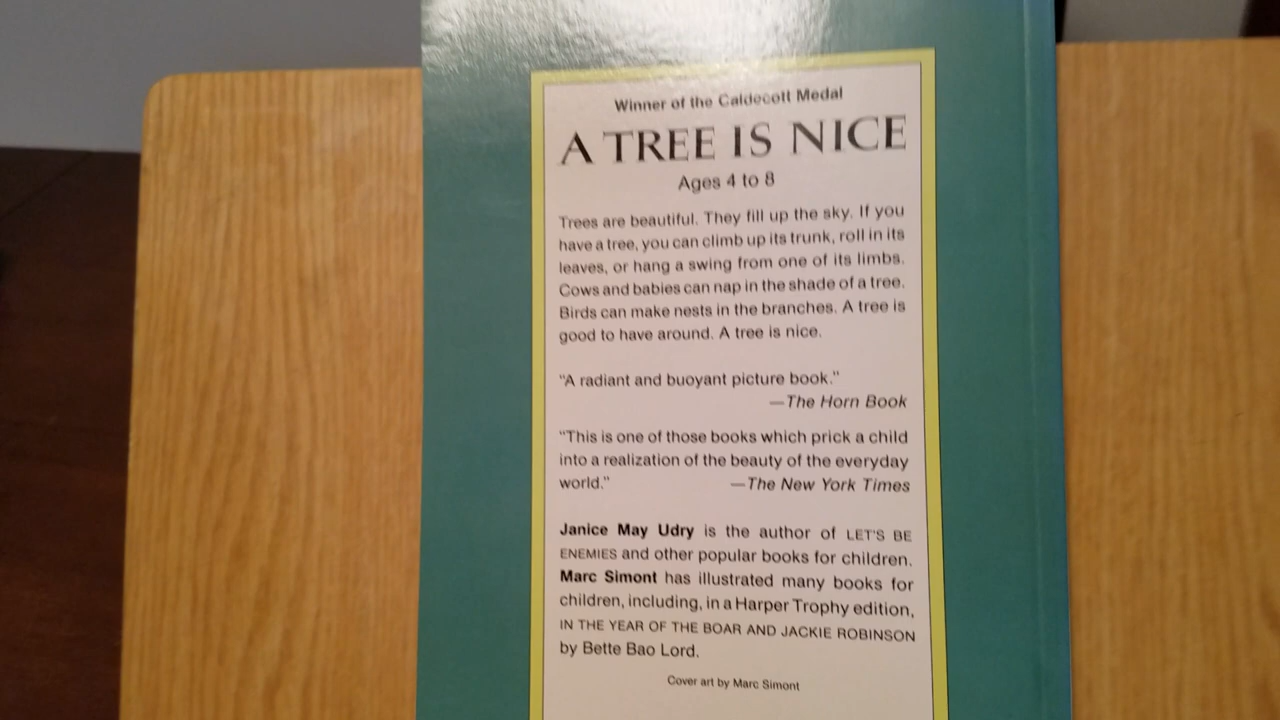 Winner of the Caldecott Medal
A TREE IS NICE
Ages 4 to 8
Trees are beautiful. They fill up the sky. If you
have a tree, you can climb up its trunk, roll in its
leaves, or hang a swing from one of its limbs.
Cows and babies can nap in the shade of a tree.
Birds can make nests in the branches. A tree is
good to have around. A tree is nice.
"A radiant and buoyant picture book."
—The Horn Book
"This is one of those books which prick a child
into a realization of the beauty of the everyday
world." —The New York Times
Janice May Udry is the author of LET'S BE
ENEMIES and other popular books for children.
Marc Simont has illustrated many books for
children, including, in a Harper Trophy edition,
IN THE YEAR OF THE BOAR AND JACKIE ROBINSON
by Bette Bao Lord.
Cover art by Marc Simont